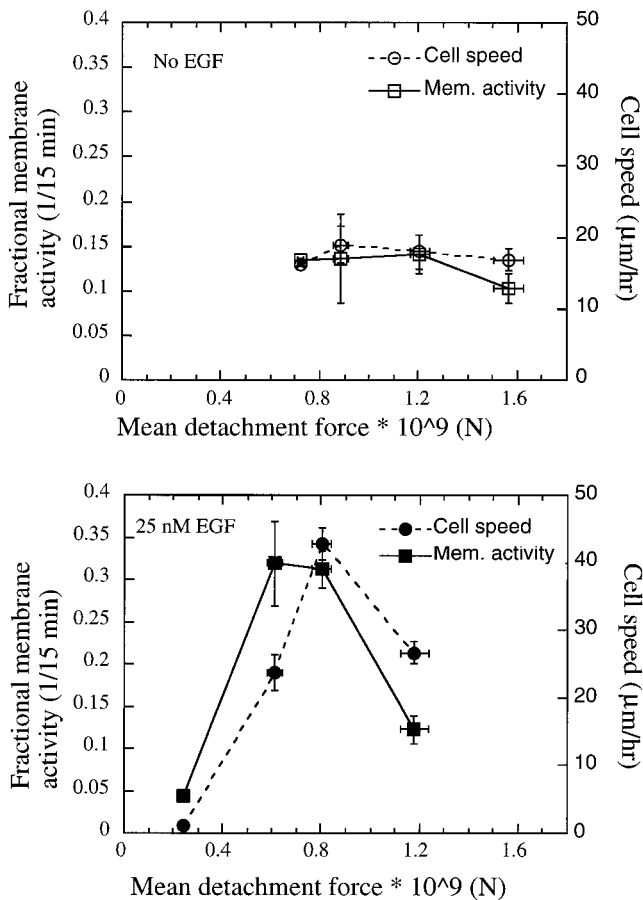 0.4
0.35
0.3
0.25
0.2
0.15
0.1
0.05
0
Fractional membrane
activity (1/15 min)
No EGF
Cell speed
Mem. activity
50
40
30
20
10
0
Cell speed (μm/hr)
0 0.4 0.8 1.2 1.6
Mean detachment force * 10^9 (N)
0.4
0.35
0.3
0.25
0.2
0.15
0.1
0.05
0
Fractional membrane
activity (1/15 min)
25 nM EGF
Cell speed
Mem. activity
50
40
30
20
10
0
Cell speed (μm/hr)
0 0.4 0.8 1.2 1.6
Mean detachment force * 10^9 (N)